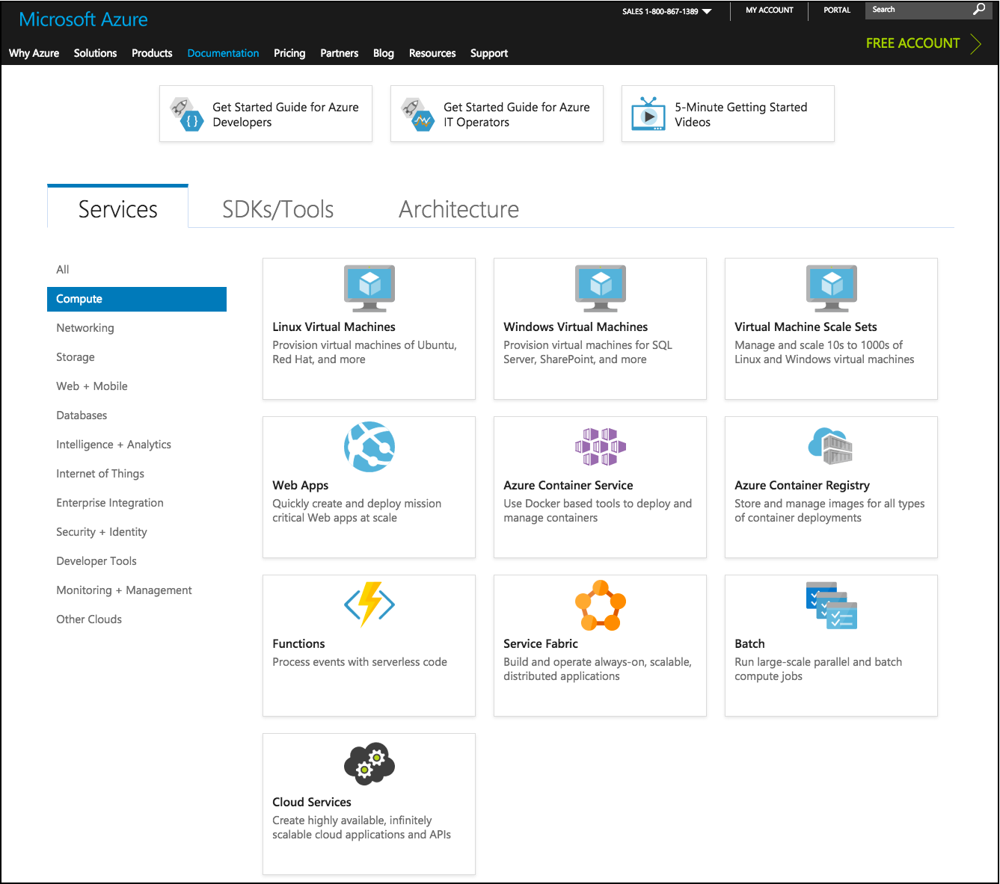 Microsoft Azure
SALES 1-800-867-1389
MY ACCOUNT
PORTAL
Search
FREE ACCOUNT
Why Azure
Solutions
Products
Documentation
Pricing
Partners
Blog
Resources
Support
Get Started Guide for Azure
Developers
Get Started Guide for Azure
IT Operators
5-Minute Getting Started
Videos
Services
SDKs/Tools
Architecture
All
Compute
Networking
Storage
Web + Mobile
Databases
Intelligence + Analytics
Internet of Things
Enterprise Integration
Security + Identity
Developer Tools
Monitoring + Management
Other Clouds
Linux Virtual Machines
Provision virtual machines of Ubuntu,
Red Hat, and more
Windows Virtual Machines
Provision virtual machines for SQL
Server, SharePoint, and more
Virtual Machine Scale Sets
Manage and scale 10s to 1000s of
Linux and Windows virtual machines
Web Apps
Quickly create and deploy mission
critical Web apps at scale
Azure Container Service
Use Docker based tools to deploy and
manage containers
Azure Container Registry
Store and manage images for all types
of container deployments
Functions
Process events with serverless code
Service Fabric
Build and operate always-on, scalable,
distributed applications
Batch
Run large-scale parallel and batch
compute jobs
Cloud Services
Create highly available, infinitely
scalable cloud applications and APIs